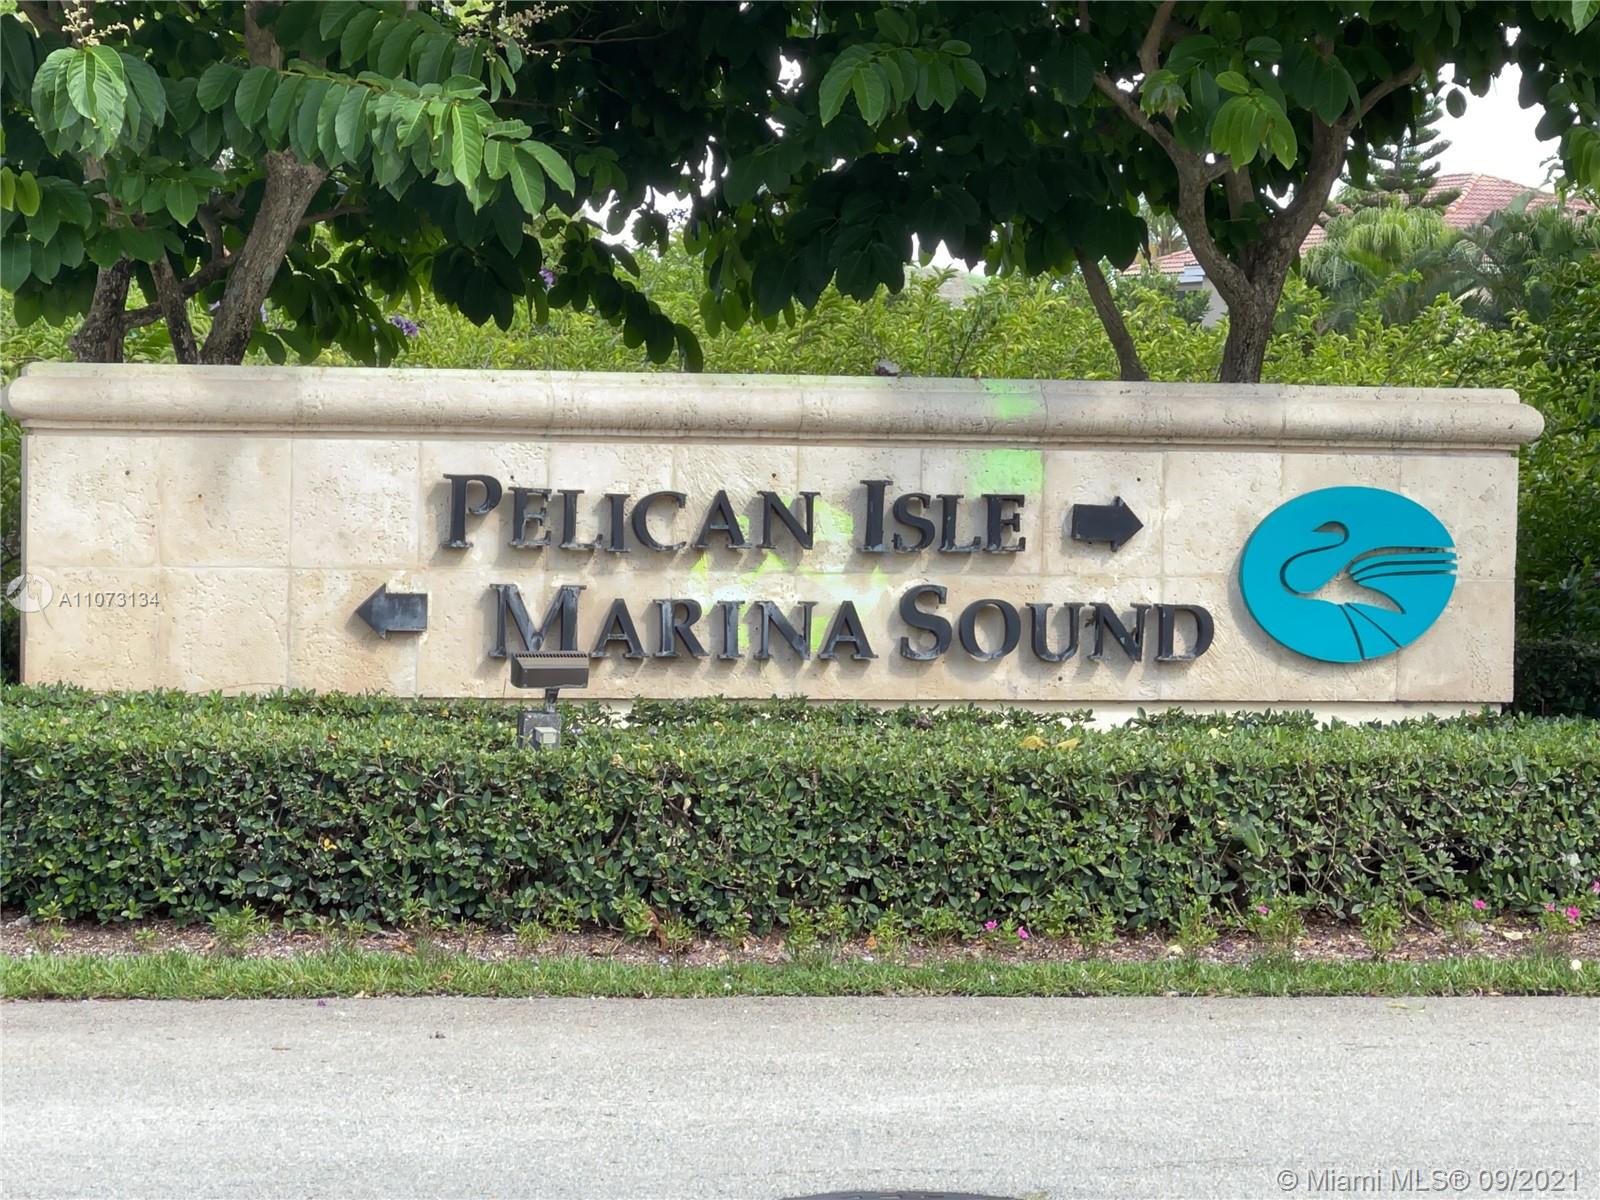 PELICAN ISLE
MARINA SOUND
A11073134
© Miami MLS® 09/2021